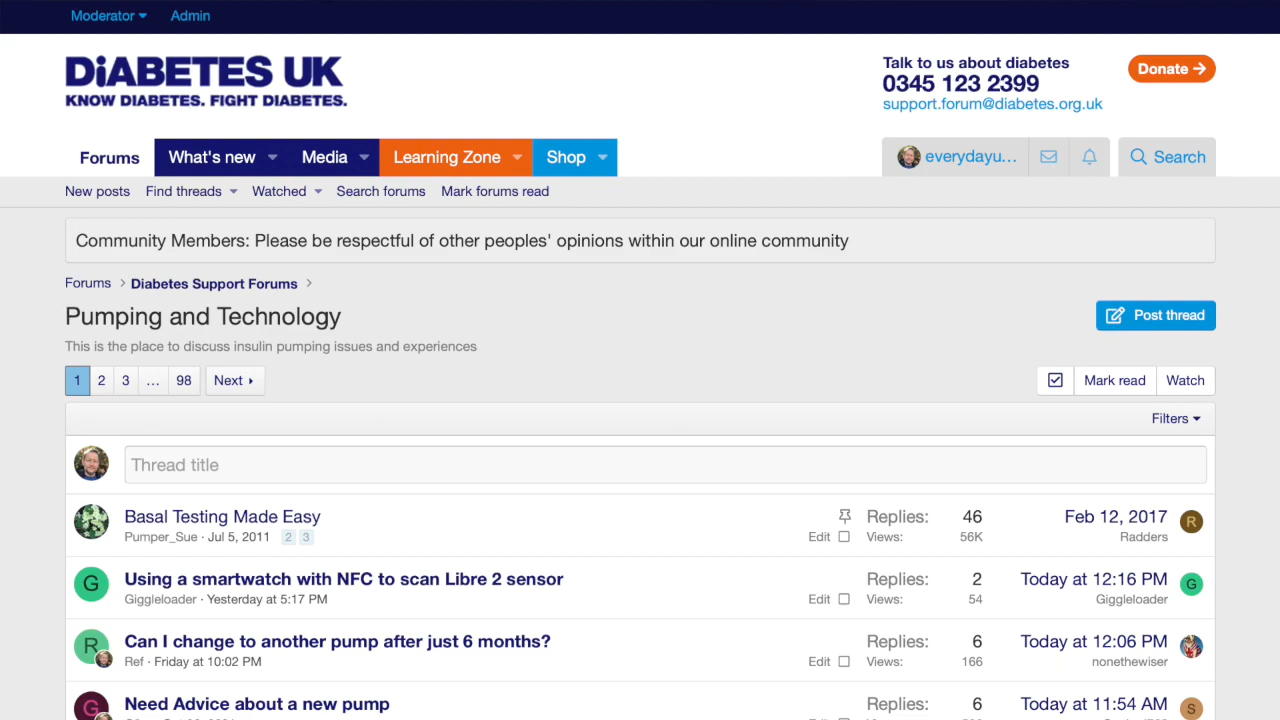 Moderator Admin
DiABETES UK
KNOW DIABETES. FIGHT DIABETES.
Talk to us about diabetes
0345 123 2399
support.forum@diabetes.org.uk
Donate
Forums What's new Media Learning Zone Shop everydayu... Search
New posts Find threads Watched Search forums Mark forums read
Community Members: Please be respectful of other peoples' opinions within our online community
Forums Diabetes Support Forums
Pumping and Technology
Post thread
This is the place to discuss insulin pumping issues and experiences
1 2 3 ... 98 Next Mark read Watch
Filters
Thread title
Basal Testing Made Easy Replies: 46 Feb 12, 2017 R
Pumper_Sue · Jul 5, 2011 2 3 Edit Views: 56K Radders
G Using a smartwatch with NFC to scan Libre 2 sensor Replies: 2 Today at 12:16 PM G
Giggleloader · Yesterday at 5:17 PM Edit Views: 54 Giggleloader
R Can I change to another pump after just 6 months? Replies: 6 Today at 12:06 PM
Ref · Friday at 10:02 PM Edit Views: 166 nonethewiser
G Need Advice about a new pump Replies: 6 Today at 11:54 AM S